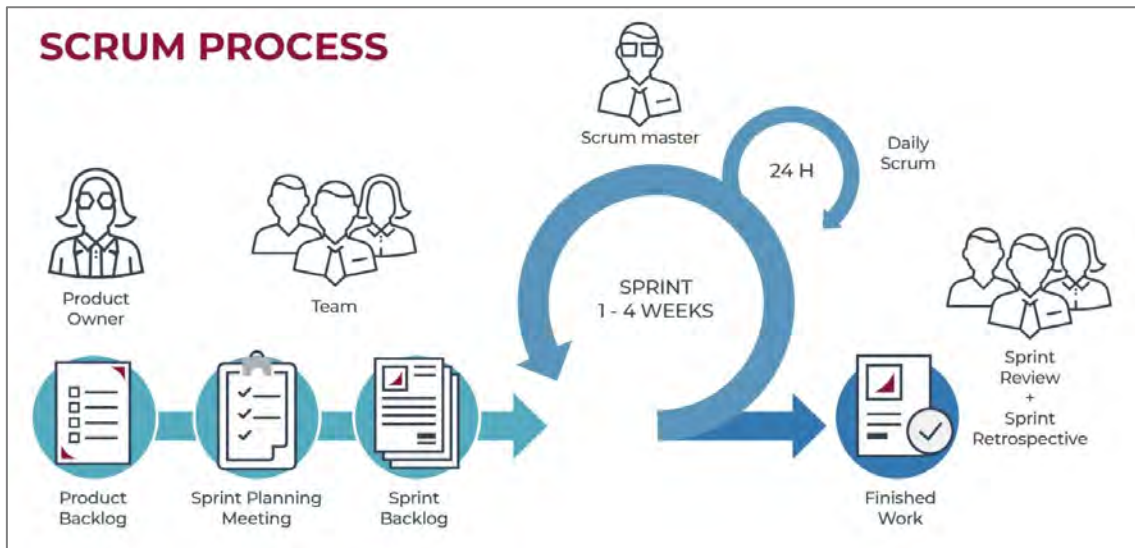 SCRUM PROCESS
Scrum master
24 H
Daily
Scrum
Product
Owner
Team
SPRINT
1 - 4 WEEKS
Sprint
Review
+
Sprint
Retrospective
Product
Backlog
Sprint Planning
Meeting
Sprint
Backlog
Finished
Work